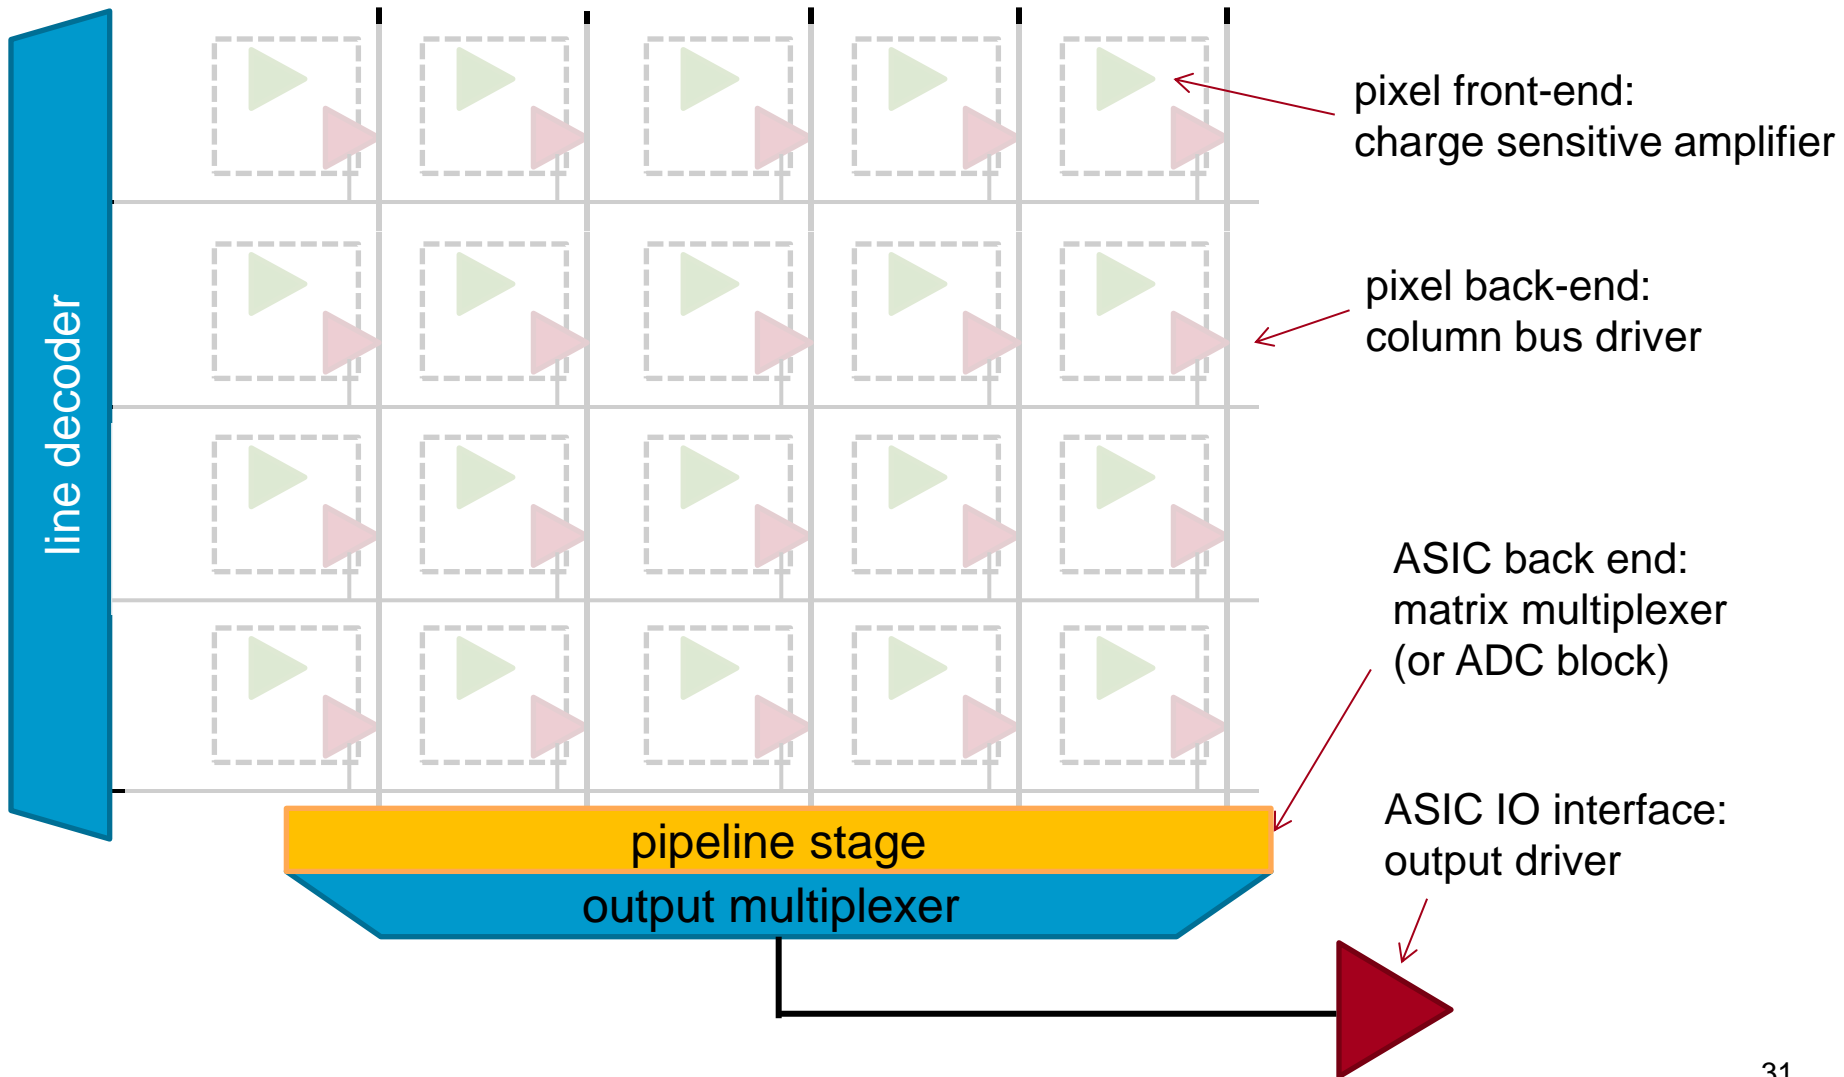 line decoder
pixel front-end:
charge sensitive amplifier
pixel back-end:
column bus driver
ASIC back end:
matrix multiplexer
(or ADC block)
ASIC IO interface:
output driver
pipeline stage
output multiplexer
31